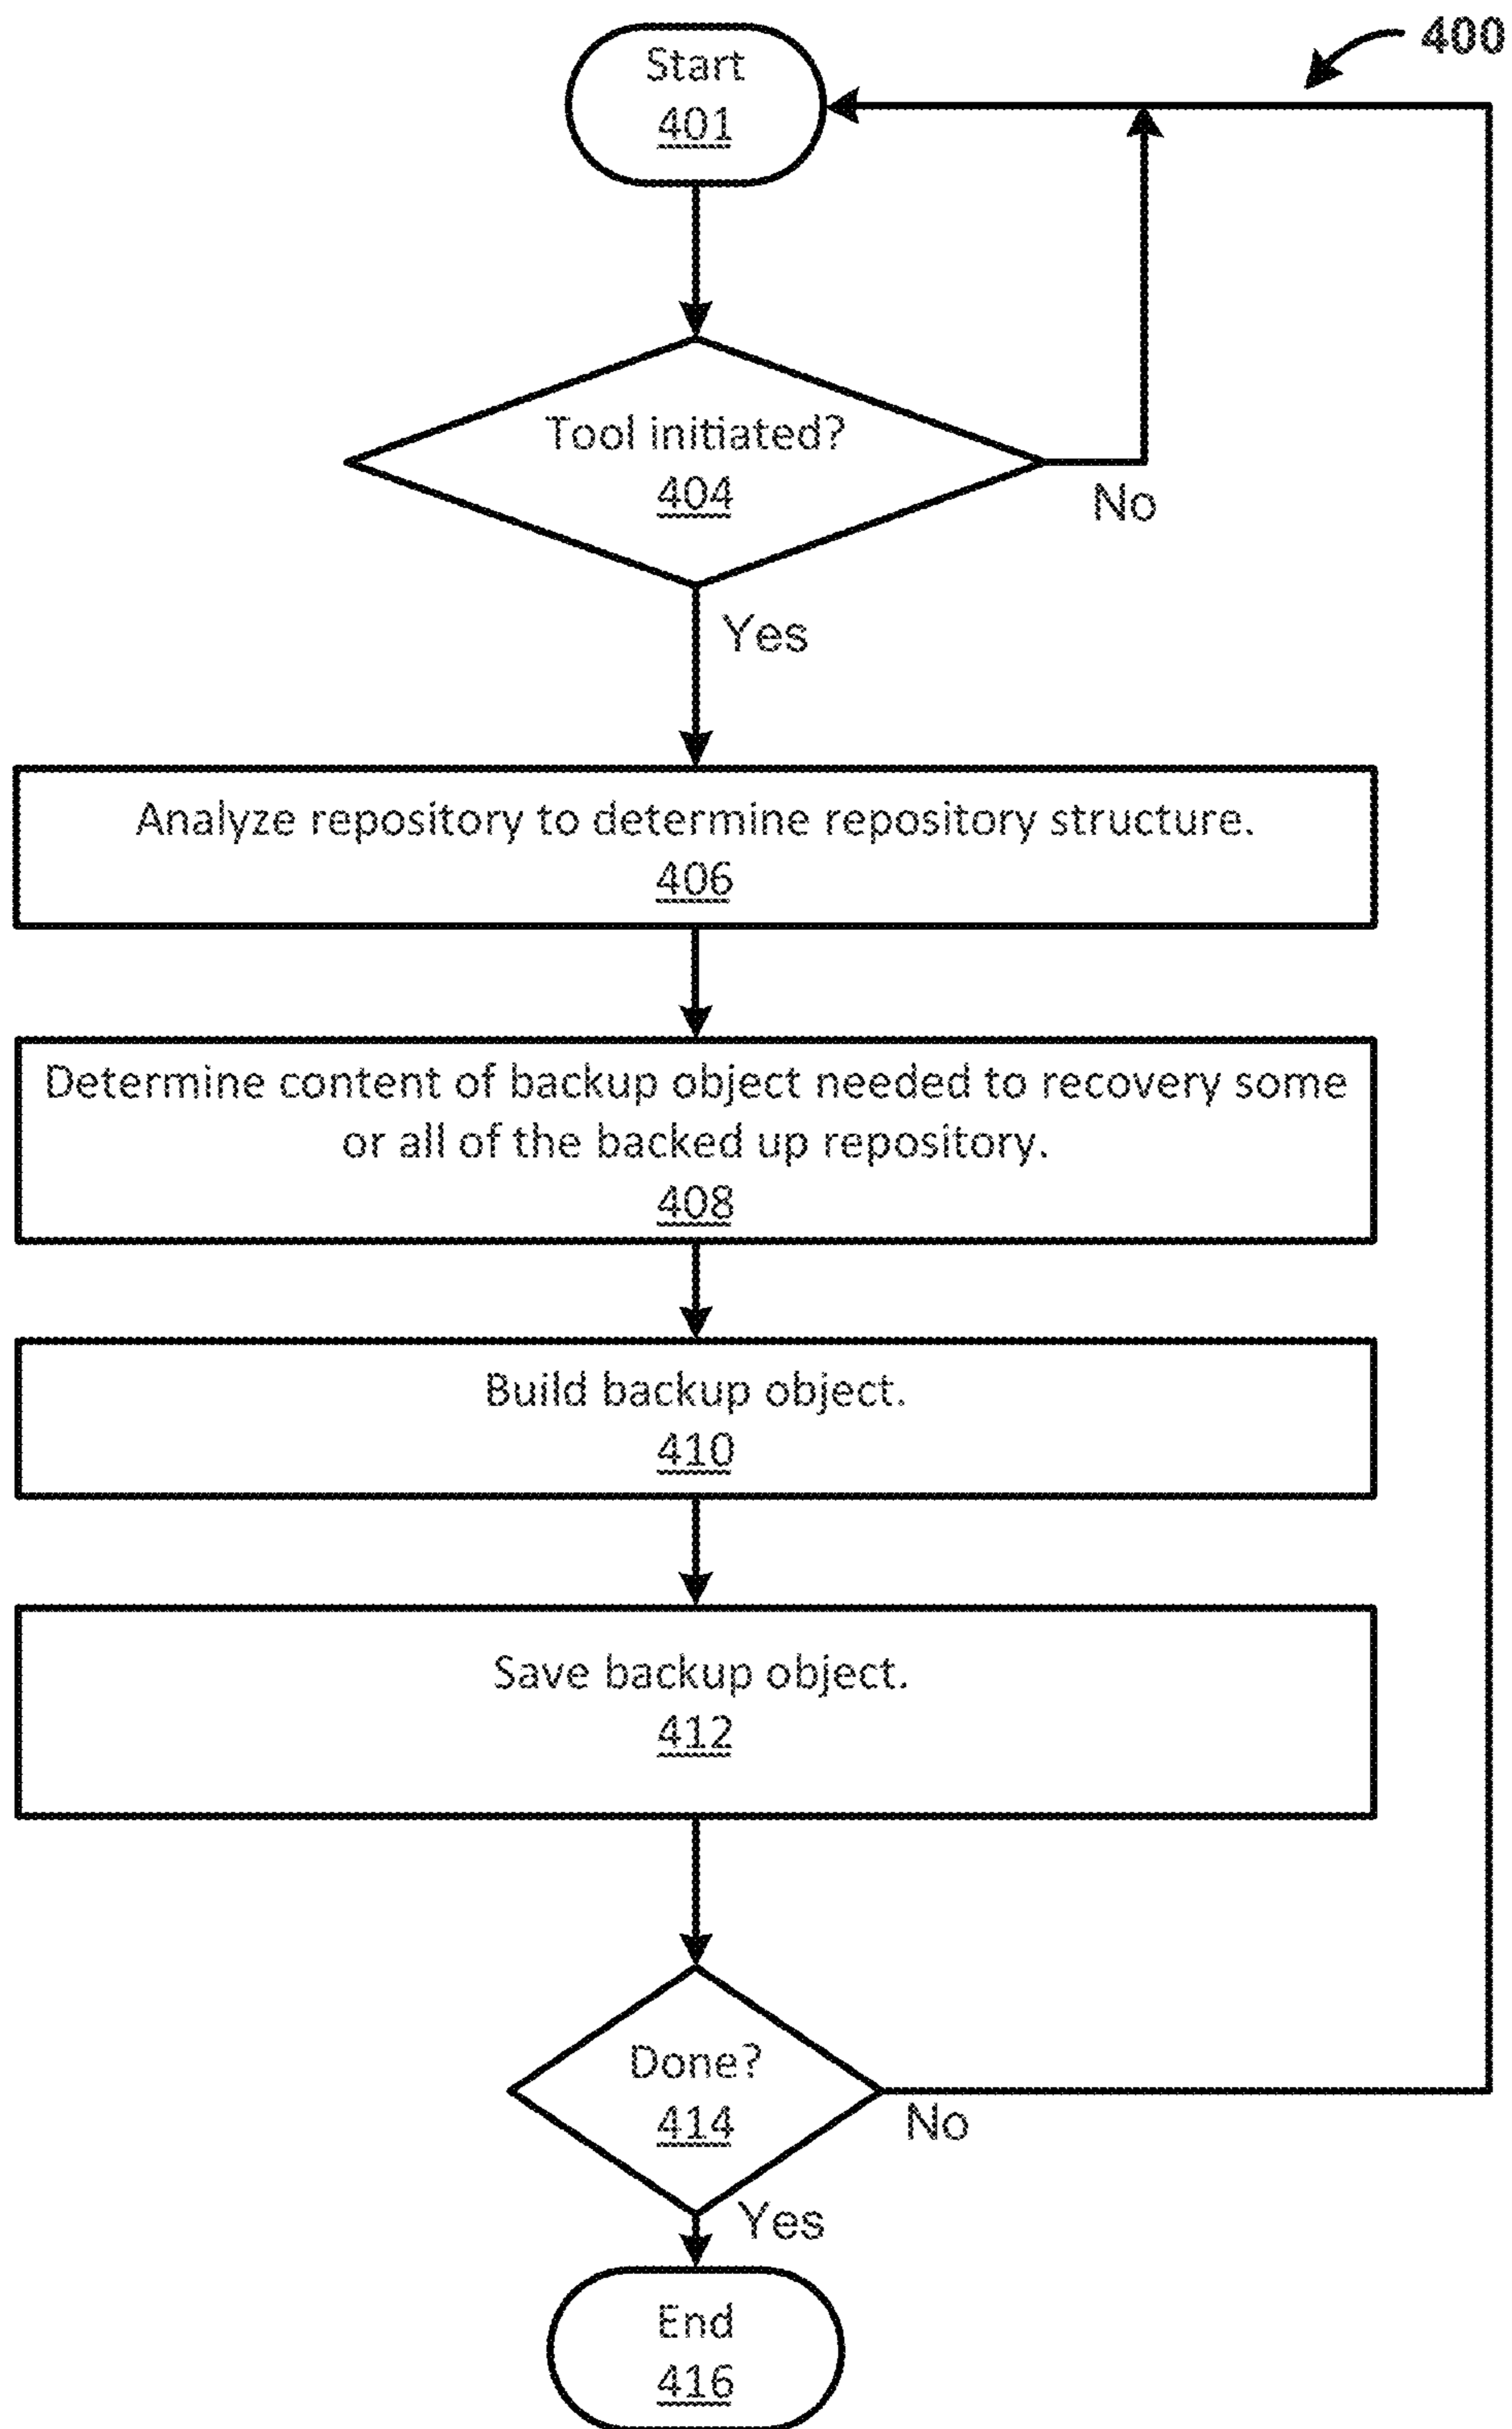 400
Start
401
Tool initiated?
404
No
Yes
Analyze repository to determine repository structure.
406
Determine content of backup object needed to recovery some
or all of the backed up repository.
408
Build backup object.
410
Save backup object.
412
Done?
414
No
Yes
End
416